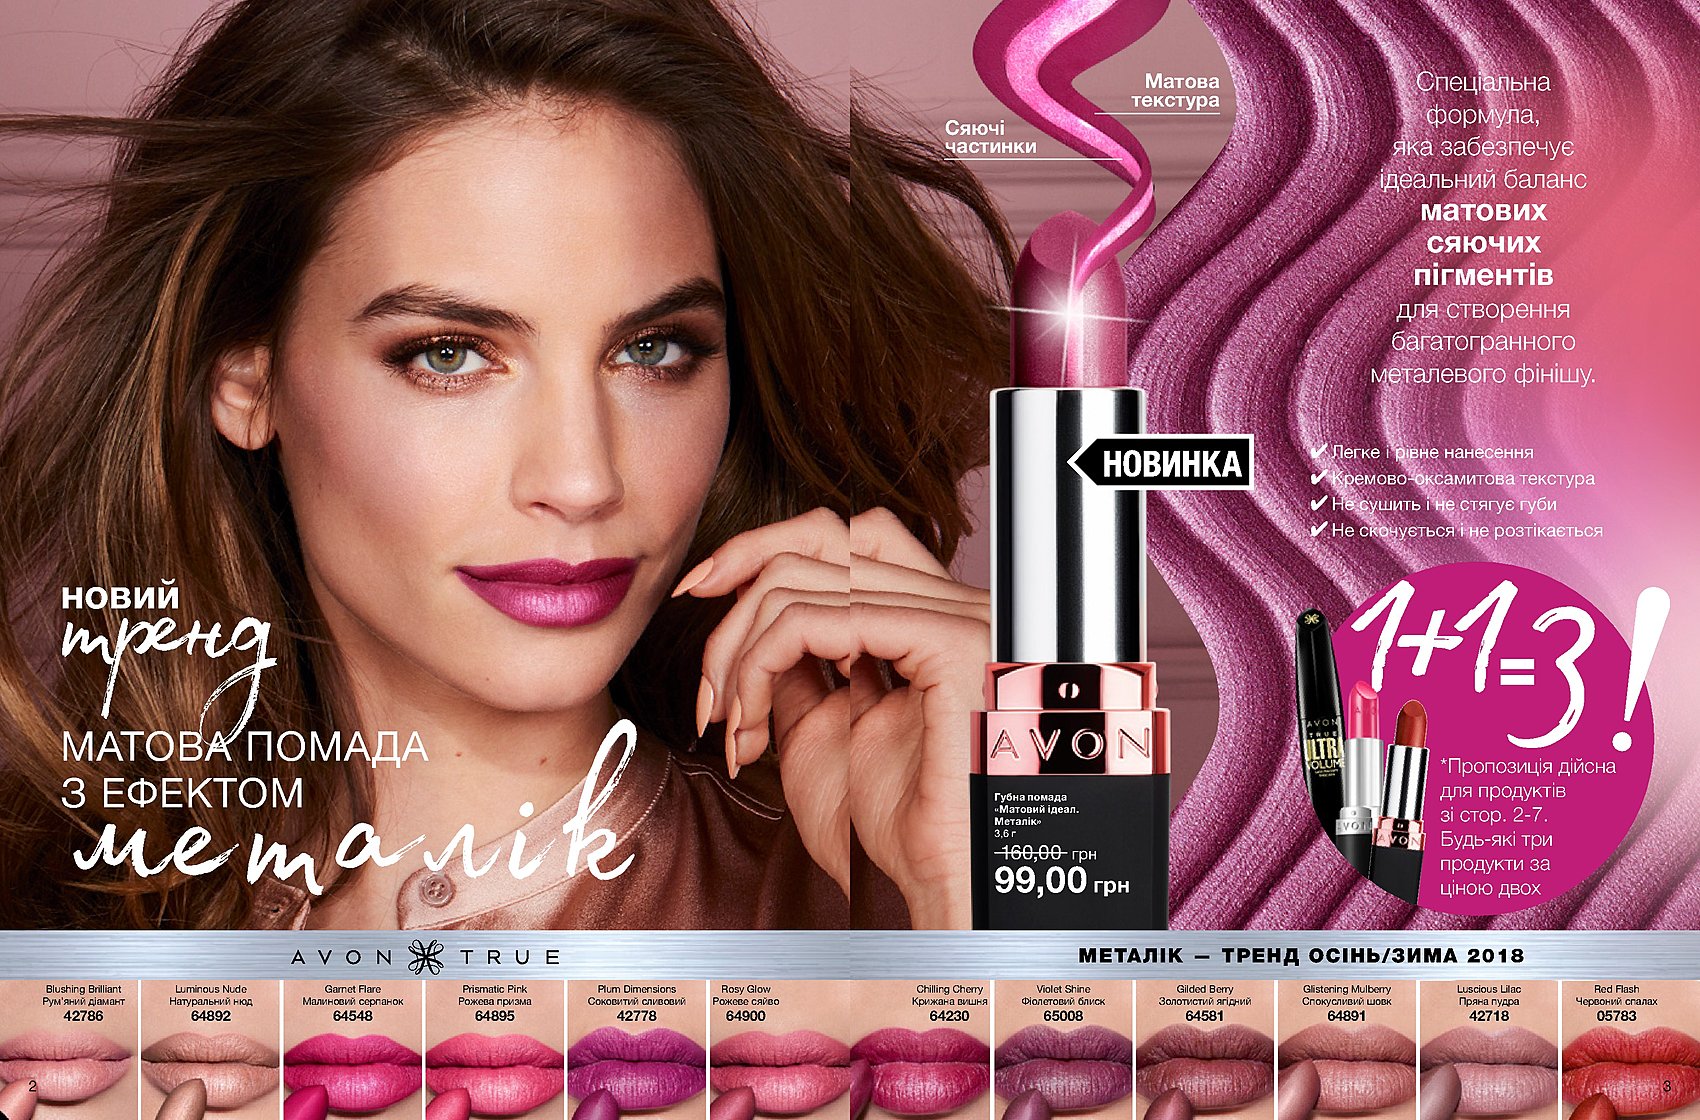 новий
тренд
МАТОВА ПОМАДА
З ЕФЕКТОМ
металік
Матова
текстура
Сяючі
частинки
Спеціальна
формула,
яка забезпечує
ідеальний баланс
матових
сяючих
пігментів
для створення
багатогранного
металевого фінішу.
НОВИНКА
✔ Легке і рівне нанесення
✔ Кремово-оксамитова текстура
✔ Не сушить і не стягує губи
✔ Не скочується і не розтікається
1+1=3!
AVON
TRUE
ULTRA
VOLUME
AVON
AVON
*Пропозиція дійсна
для продуктів
зі стор. 2-7.
Будь-які три
продукти за
ціною двох
AVON
Губна помада
«Матовий ідеал.
Металік»
3,6 г
160,00 грн
99,00 грн
AVON TRUE
МЕТАЛІК — ТРЕНД ОСІНЬ/ЗИМА 2018
Blushing Brilliant
Рум'яний діамант
42786
Luminous Nude
Натуральний нюд
64892
Garnet Flare
Малиновий серпанок
64548
Prismatic Pink
Рожева призма
64895
Plum Dimensions
Соковитий сливовий
42778
Rosy Glow
Рожеве сяйво
64900
Chilling Cherry
Крижана вишня
64230
Violet Shine
Фіолетовий блиск
65008
Gilded Berry
Золотистий ягідний
64581
Glistening Mulberry
Спокусливий шовк
64891
Luscious Lilac
Пряна пудра
42718
Red Flash
Червоний спалах
05783
2
3